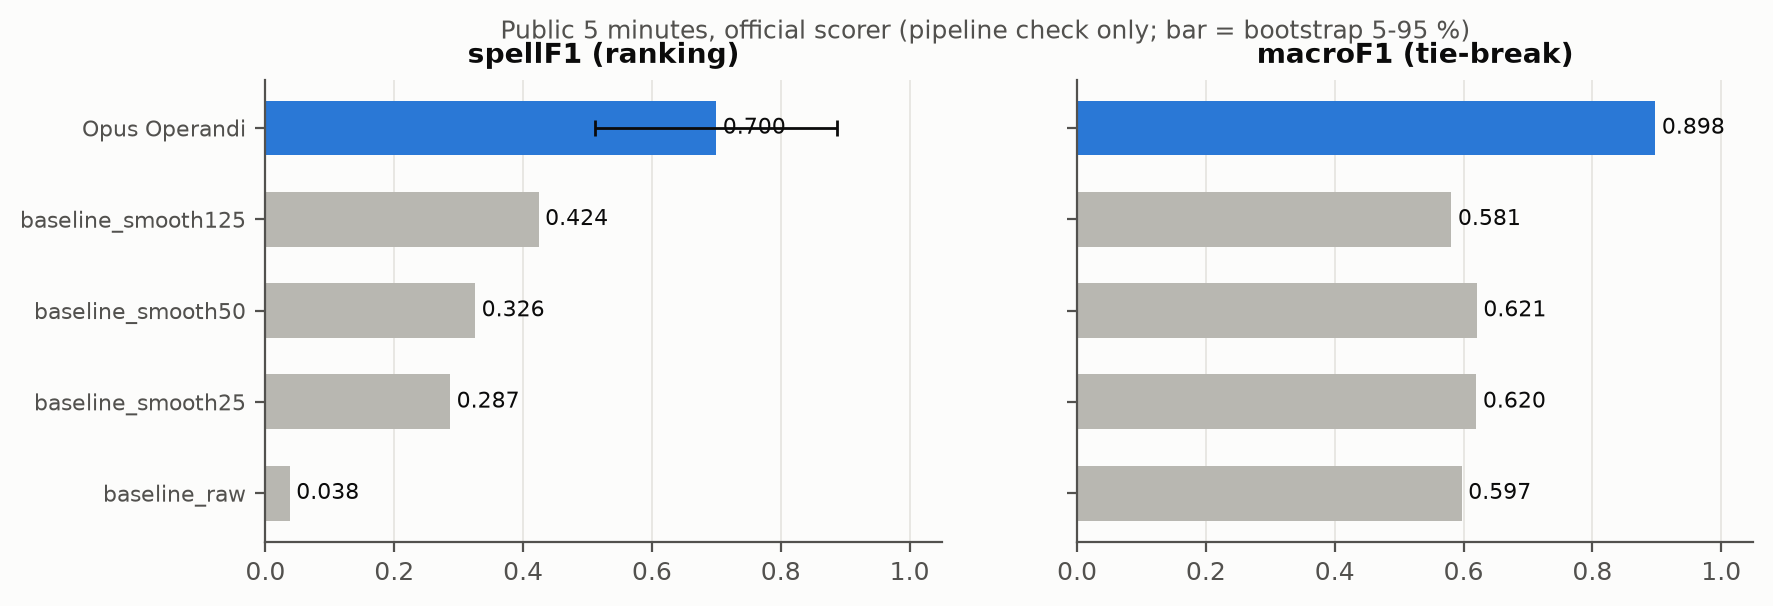 Public 5 minutes, official scorer (pipeline check only; bar = bootstrap 5-95 %)
spellF1 (ranking)
macroF1 (tie-break)
Opus Operandi
0.700
0.898
baseline_smooth125
0.424
0.581
baseline_smooth50
0.326
0.621
baseline_smooth25
0.287
0.620
baseline_raw
0.038
0.597
0.0 0.2 0.4 0.6 0.8 1.0
0.0 0.2 0.4 0.6 0.8 1.0